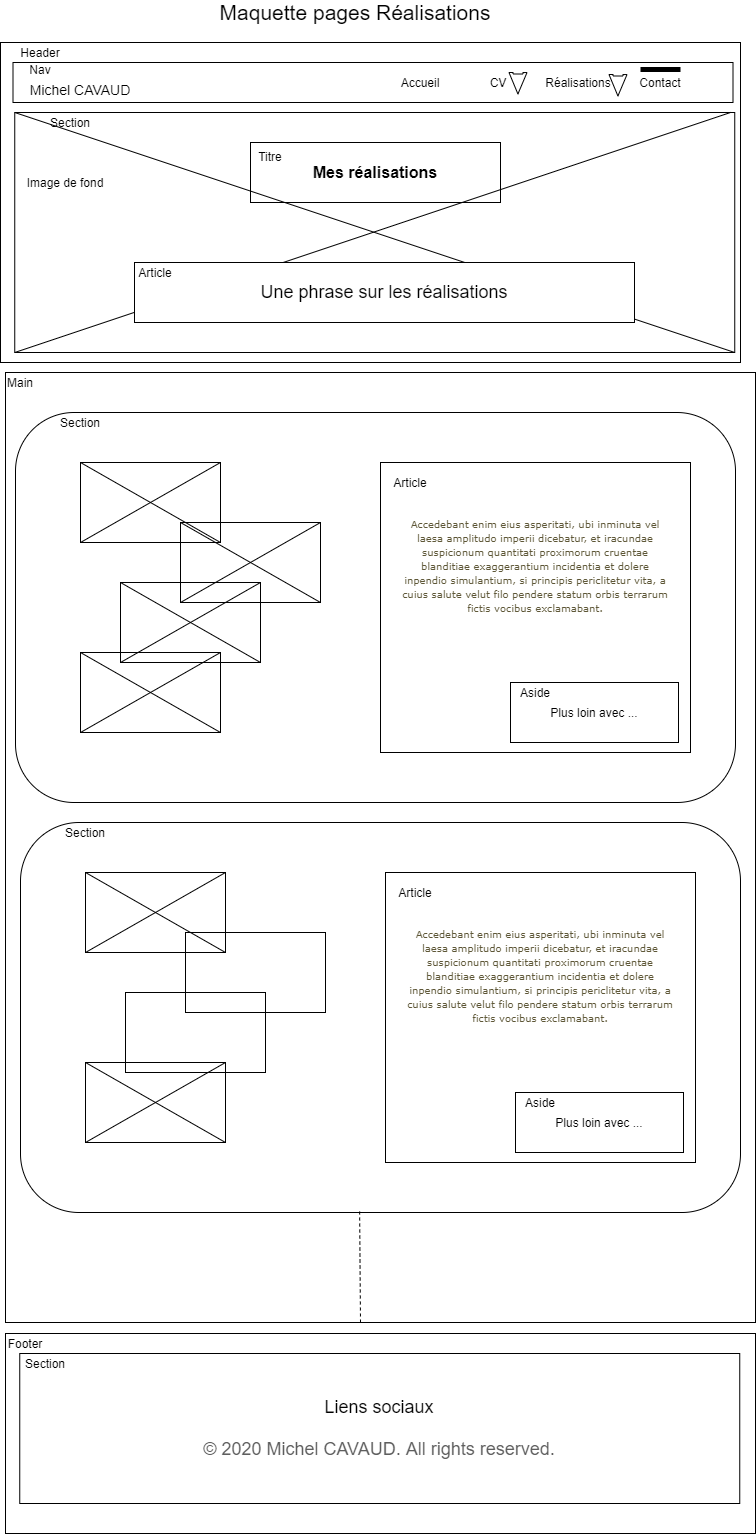 Maquette pages Réalisations
Header
Nav
Michel CAVAUD
Accueil
CV
Réalisations
Contact
Section
Titre
Mes réalisations
Image de fond
Article
Une phrase sur les réalisations
Main
Section
Article
Accedebant enim eius asperitati, ubi inminuta vel
laesa amplitudo imperii dicebatur, et iracundae
suspicionum quantitati proximorum cruentae
blanditiae exaggerantium incidentia et dolere
inpendio simulantium, si principis periclitetur vita, a
cuius salute velut filo pendere statum orbis terrarum
fictis vocibus exclamabant.
Aside
Plus loin avec ...
Section
Article
Accedebant enim eius asperitati, ubi inminuta vel
laesa amplitudo imperii dicebatur, et iracundae
suspicionum quantitati proximorum cruentae
blanditiae exaggerantium incidentia et dolere
inpendio simulantium, si principis periclitetur vita, a
cuius salute velut filo pendere statum orbis terrarum
fictis vocibus exclamabant.
Aside
Plus loin avec ...
Footer
Section
Liens sociaux
© 2020 Michel CAVAUD. All rights reserved.